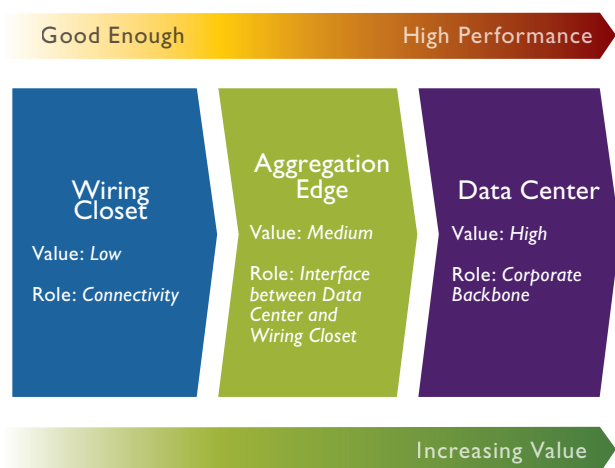 Good Enough
High Performance
Wiring
Closet
Value: Low
Role: Connectivity
Aggregation
Edge
Value: Medium
Role: Interface
between Data
Center and
Wiring Closet
Data Center
Value: High
Role: Corporate
Backbone
Increasing Value